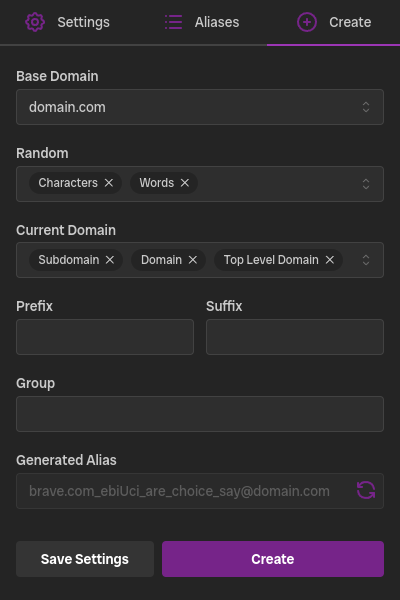 Settings Aliases Create
Base Domain
domain.com
Random
Characters Words
Current Domain
Subdomain Domain Top Level Domain
Prefix Suffix
Group
Generated Alias
brave.com_ebiUci_are_choice_say@domain.com
Save Settings Create